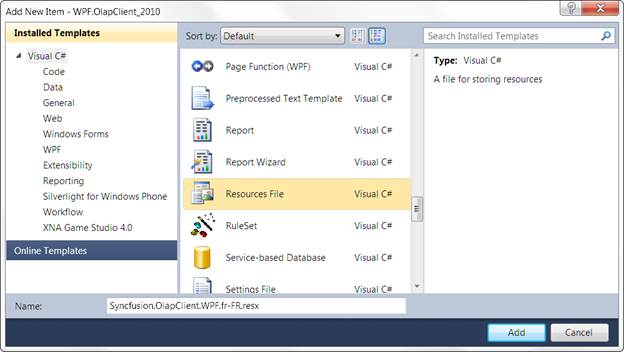 Add New Item - WPF.OlapClient_2010
Installed Templates
Visual C#
Code
Data
General
Web
Windows Forms
WPF
Extensibility
Reporting
Silverlight for Windows Phone
Workflow
XNA Game Studio 4.0
Online Templates
Sort by: Default
Page Function (WPF) Visual C#
Preprocessed Text Template Visual C#
Report Visual C#
Report Wizard Visual C#
Resources File Visual C#
RuleSet Visual C#
Service-based Database Visual C#
Settings File Visual C#
Search Installed Templates
Type: Visual C#
A file for storing resources
Name: Syncfusion.OlapClient.WPF.fr-FR.resx
Add Cancel